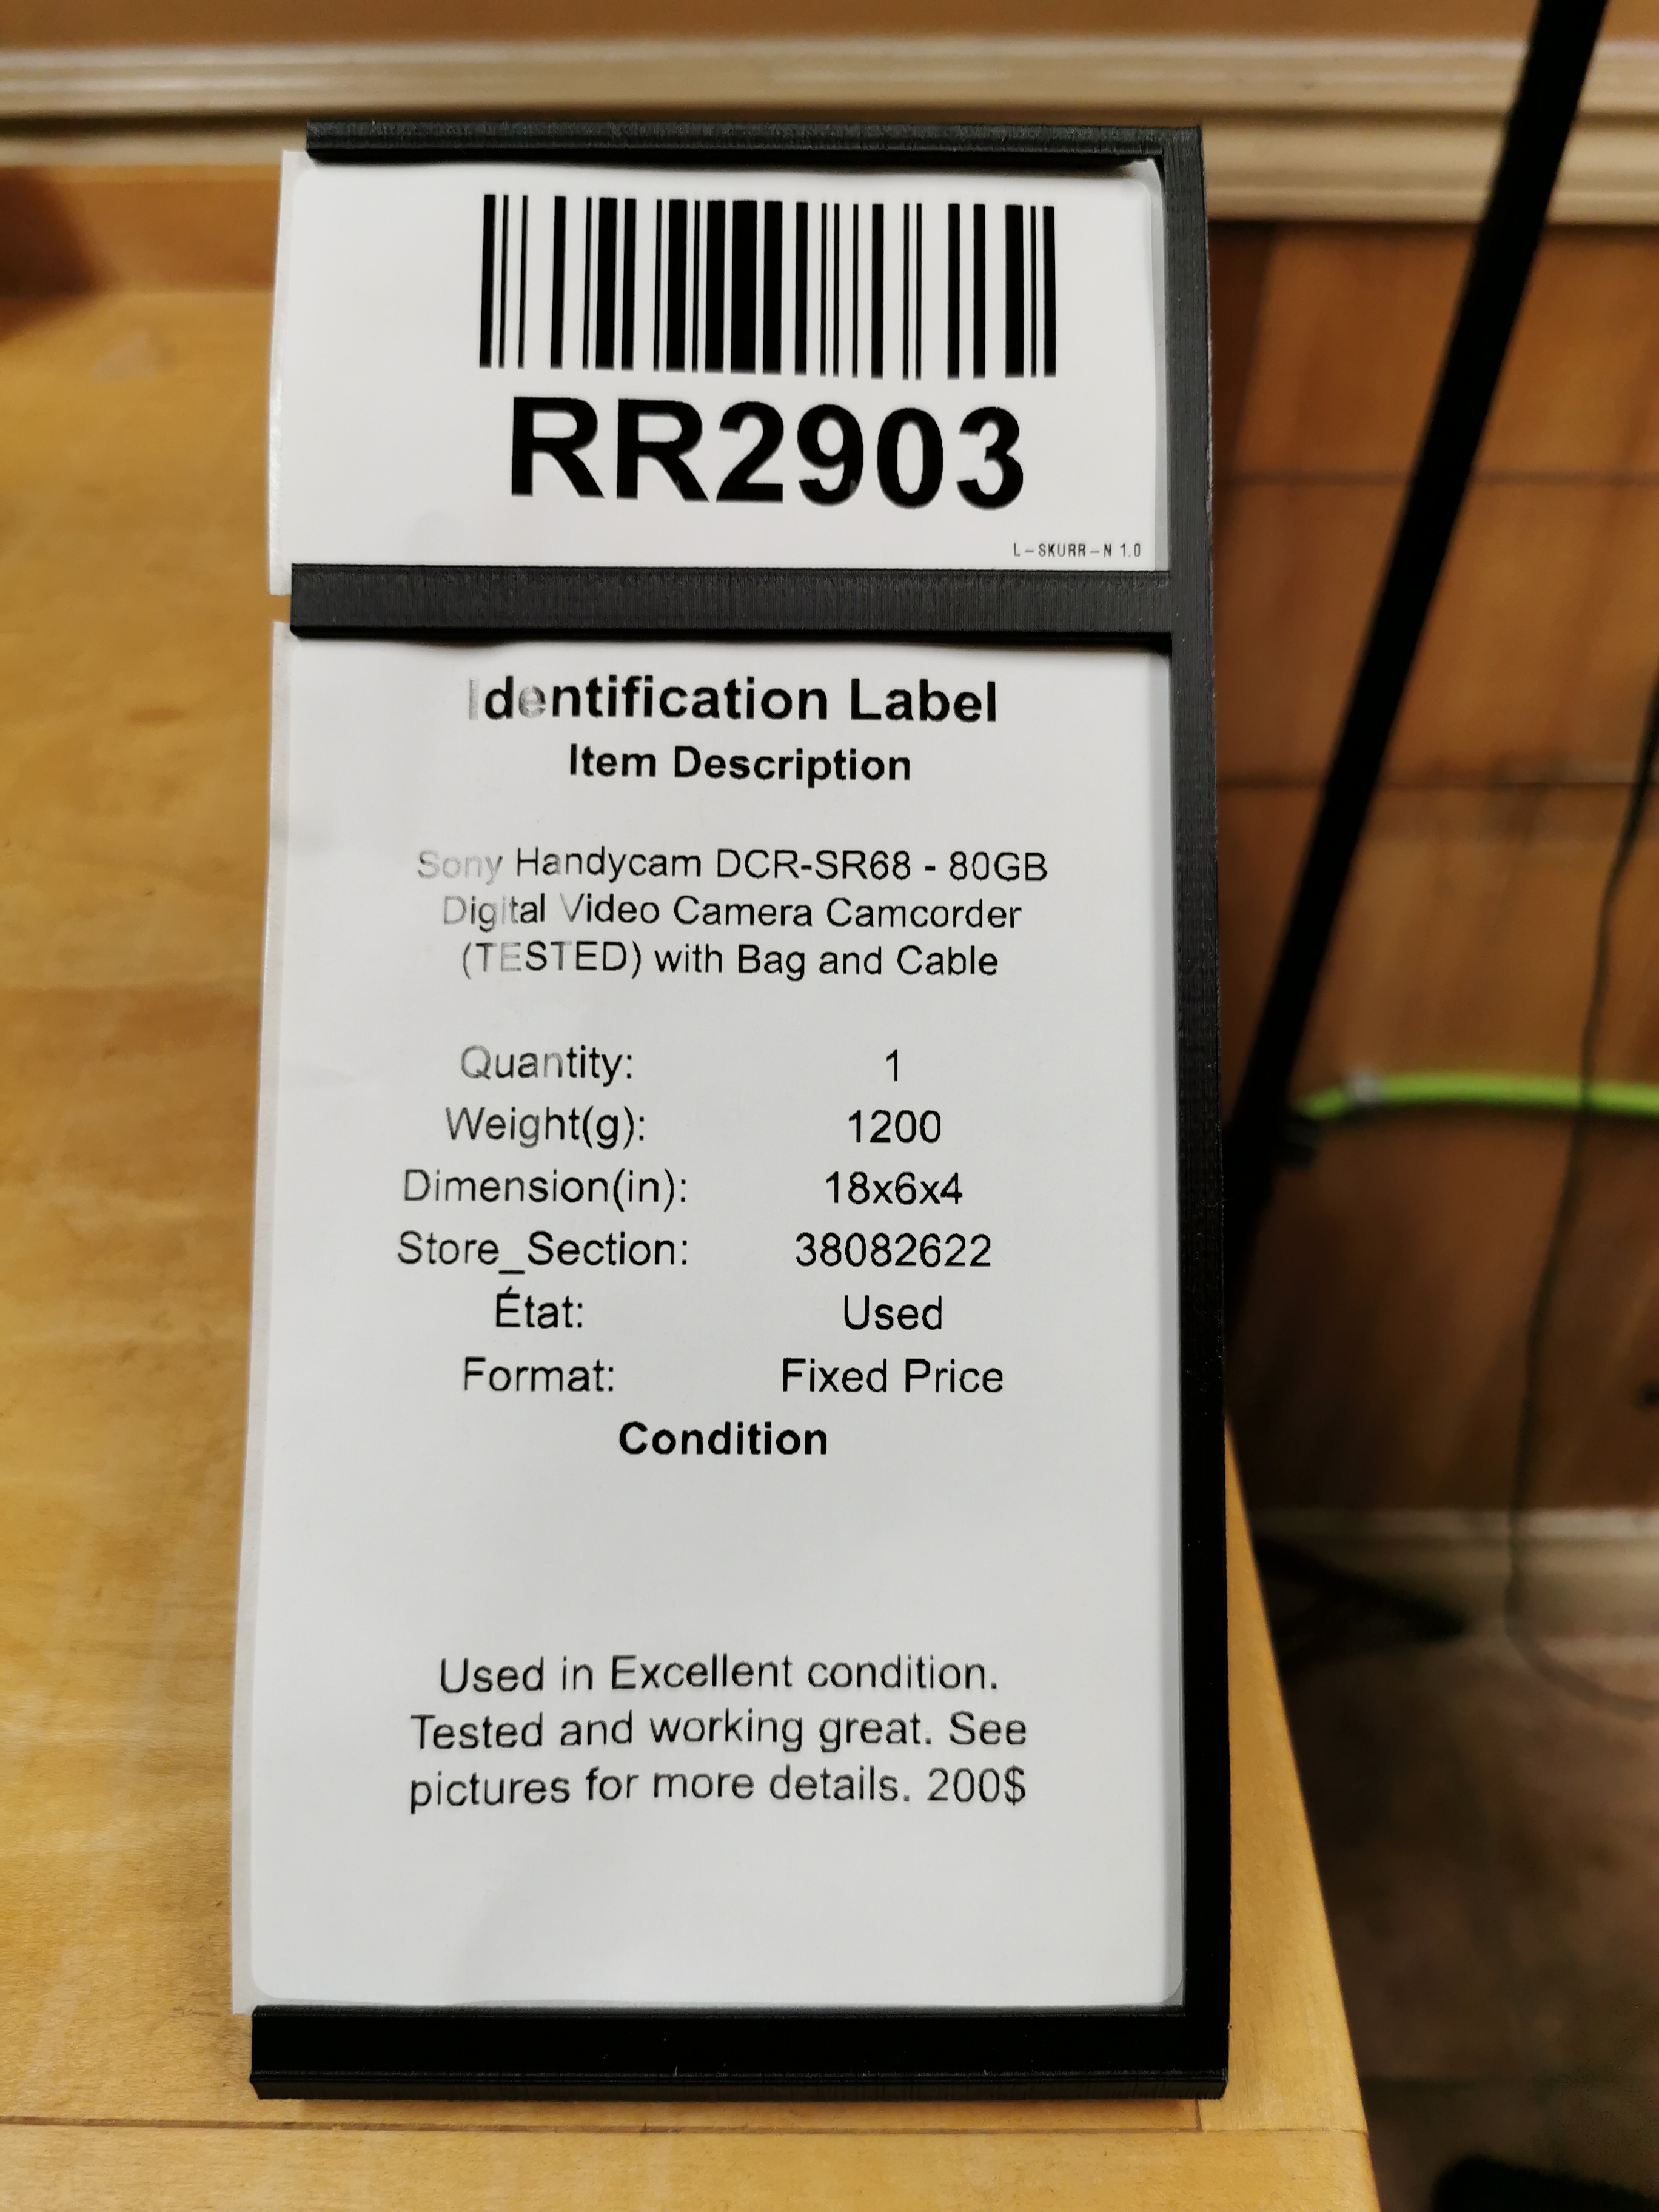 RR2903
L-SKURR-N 1.0
Identification Label
Item Description
Sony Handycam DCR-SR68 - 80GB
Digital Video Camera Camcorder
(TESTED) with Bag and Cable
Quantity: 1
Weight(g): 1200
Dimension(in): 18x6x4
Store_Section: 38082622
État: Used
Format: Fixed Price
Condition
Used in Excellent condition.
Tested and working great. See
pictures for more details. 200$